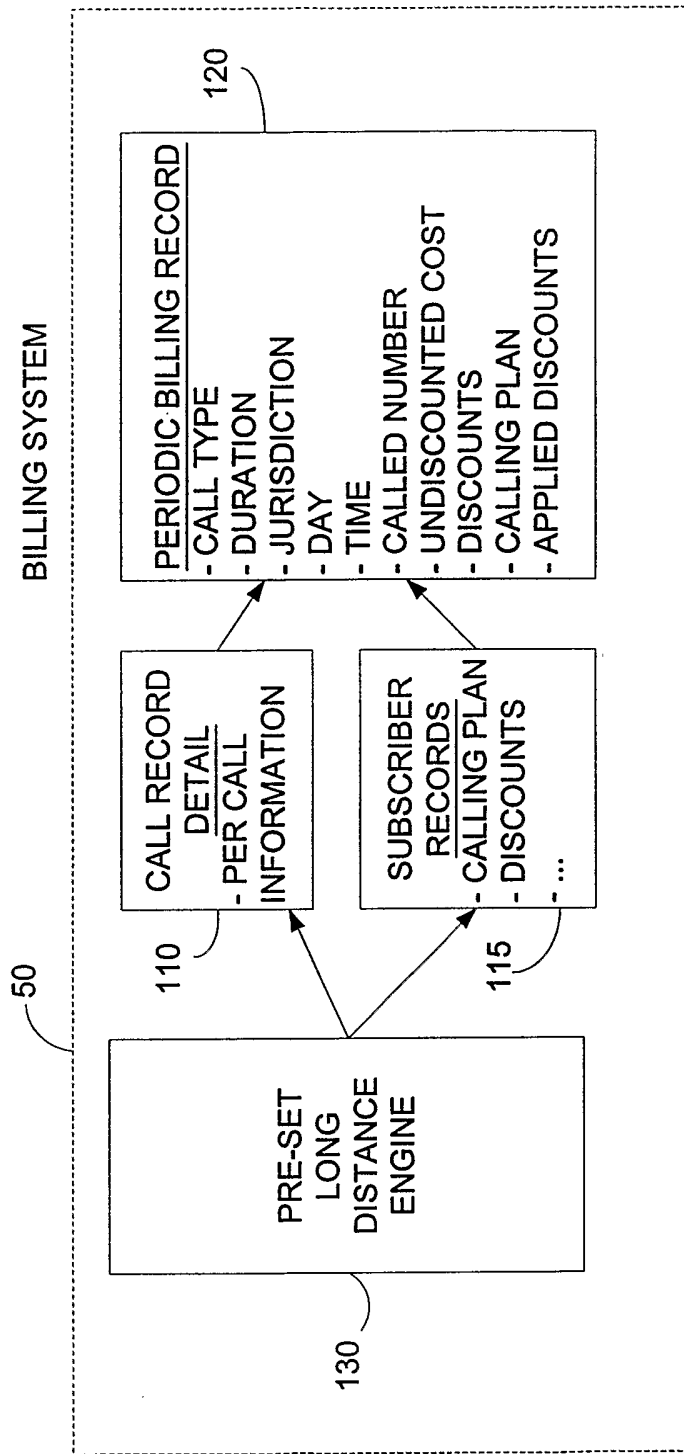 BILLING SYSTEM
50
PRE-SET
LONG
DISTANCE
ENGINE
130
CALL RECORD
DETAIL
- PER CALL
INFORMATION
110
SUBSCRIBER
RECORDS
- CALLING PLAN
- DISCOUNTS
- ...
115
PERIODIC BILLING RECORD
- CALL TYPE
- DURATION
- JURISDICTION
- DAY
- TIME
- CALLED NUMBER
- UNDISCOUNTED COST
- DISCOUNTS
- CALLING PLAN
- APPLIED DISCOUNTS
120